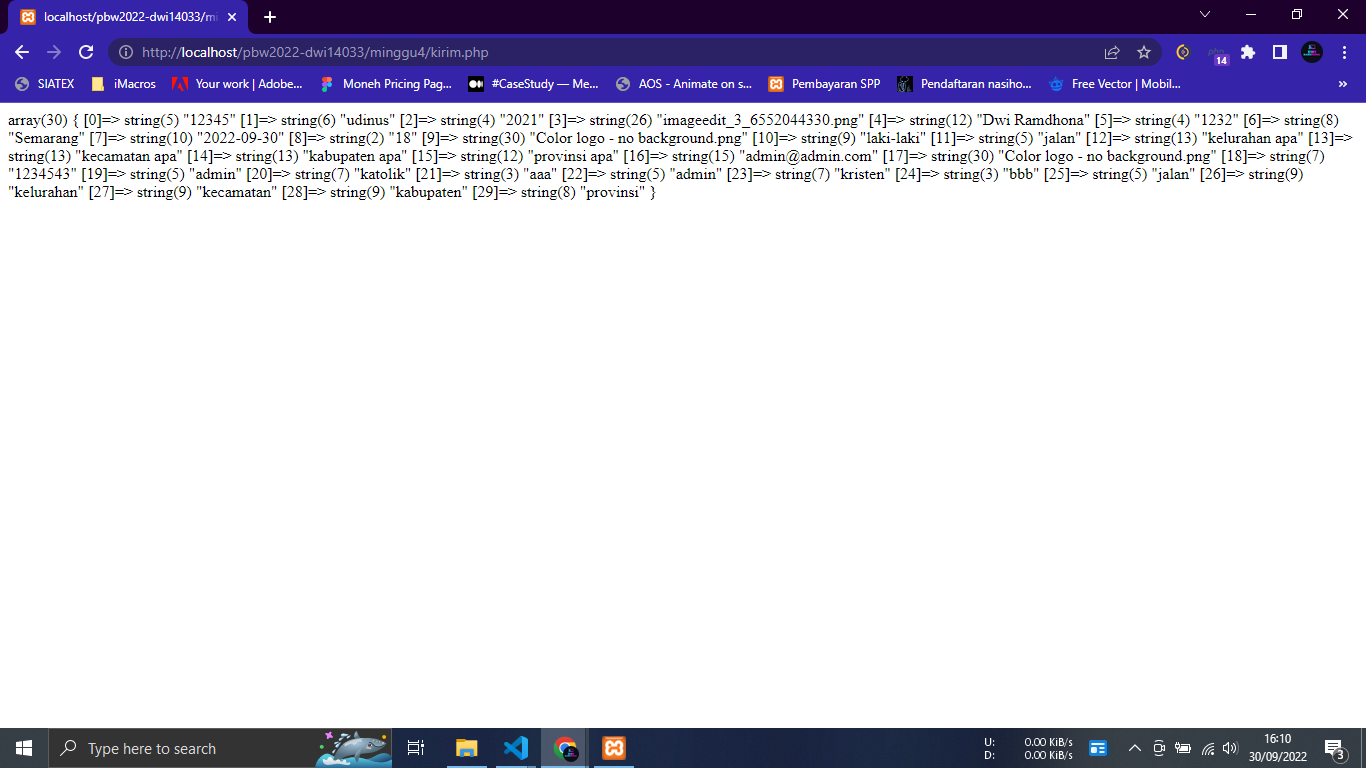 localhost/pbw2022-dwi14033/mi
http://localhost/pbw2022-dwi14033/minggu4/kirim.php
14
SIATEX iMacros Your work | Adobe... Moneh Pricing Pag... #CaseStudy — Me... AOS - Animate on s... Pembayaran SPP Pendaftaran nasiho... Free Vector | Mobil... »
array(30) { [0]=> string(5) "12345" [1]=> string(6) "udinus" [2]=> string(4) "2021" [3]=> string(26) "imageedit_3_6552044330.png" [4]=> string(12) "Dwi Ramdhona" [5]=> string(4) "1232" [6]=> string(8)
"Semarang" [7]=> string(10) "2022-09-30" [8]=> string(2) "18" [9]=> string(30) "Color logo - no background.png" [10]=> string(9) "laki-laki" [11]=> string(5) "jalan" [12]=> string(13) "kelurahan apa" [13]=>
string(13) "kecamatan apa" [14]=> string(13) "kabupaten apa" [15]=> string(12) "provinsi apa" [16]=> string(15) "admin@admin.com" [17]=> string(30) "Color logo - no background.png" [18]=> string(7)
"1234543" [19]=> string(5) "admin" [20]=> string(7) "katolik" [21]=> string(3) "aaa" [22]=> string(5) "admin" [23]=> string(7) "kristen" [24]=> string(3) "bbb" [25]=> string(5) "jalan" [26]=> string(9)
"kelurahan" [27]=> string(9) "kecamatan" [28]=> string(9) "kabupaten" [29]=> string(8) "provinsi" }
Type here to search
U: 0.00 KiB/s
D: 0.00 KiB/s
16:10
30/09/2022
3